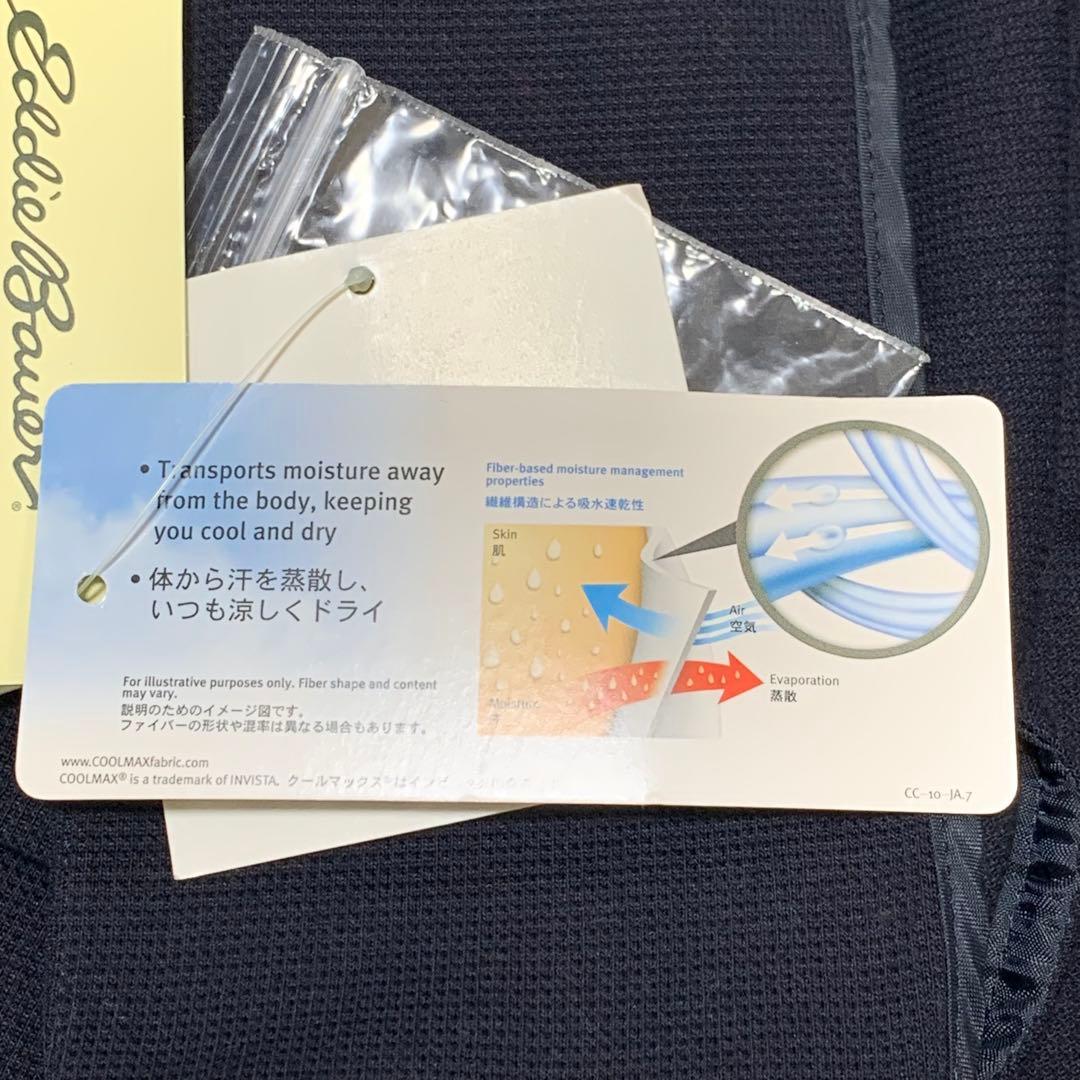 Eddie Bauer
®
• Transports moisture away
from the body, keeping
you cool and dry
• 体から汗を蒸散し、
いつも涼しくドライ
For illustrative purposes only. Fiber shape and content
may vary.
説明のためのイメージ図です。
ファイバーの形状や混率は異なる場合もあります。
www.COOLMAXfabric.com
COOLMAX® is a trademark of INVISTA. クールマックス®はインビ
Fiber-based moisture management
properties
繊維構造による吸水速乾性
Skin
肌
Air
空気
Moisture
汗
Evaporation
蒸散
CC-10-JA.7